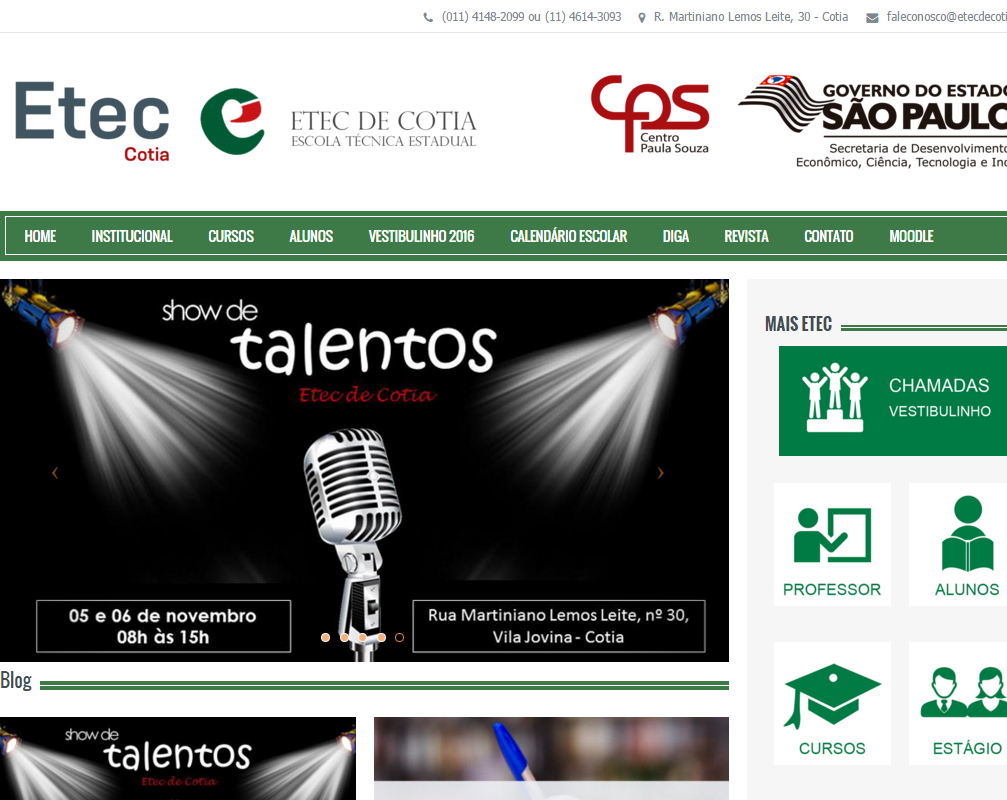 (011) 4148-2099 ou (11) 4614-3093 R. Martiniano Lemos Leite, 30 - Cotia faleconosco@etecdecoti
Etec
Cotia
ETEC DE COTIA
ESCOLA TÉCNICA ESTADUAL
CPS
Centro
Paula Souza
GOVERNO DO ESTADO
SÃO PAULO
Secretaria de Desenvolvimento
Econômico, Ciência, Tecnologia e Ino
HOME INSTITUCIONAL CURSOS ALUNOS VESTIBULINHO 2016 CALENDÁRIO ESCOLAR DIGA REVISTA CONTATO MOODLE
show de
talentos
Etec de Cotia
05 e 06 de novembro
08h às 15h
Rua Martiniano Lemos Leite, nº 30,
Vila Jovina - Cotia
MAIS ETEC
CHAMADAS
VESTIBULINHO
PROFESSOR ALUNOS
CURSOS ESTÁGIO
Blog
show de
talentos
Etec de Cotia